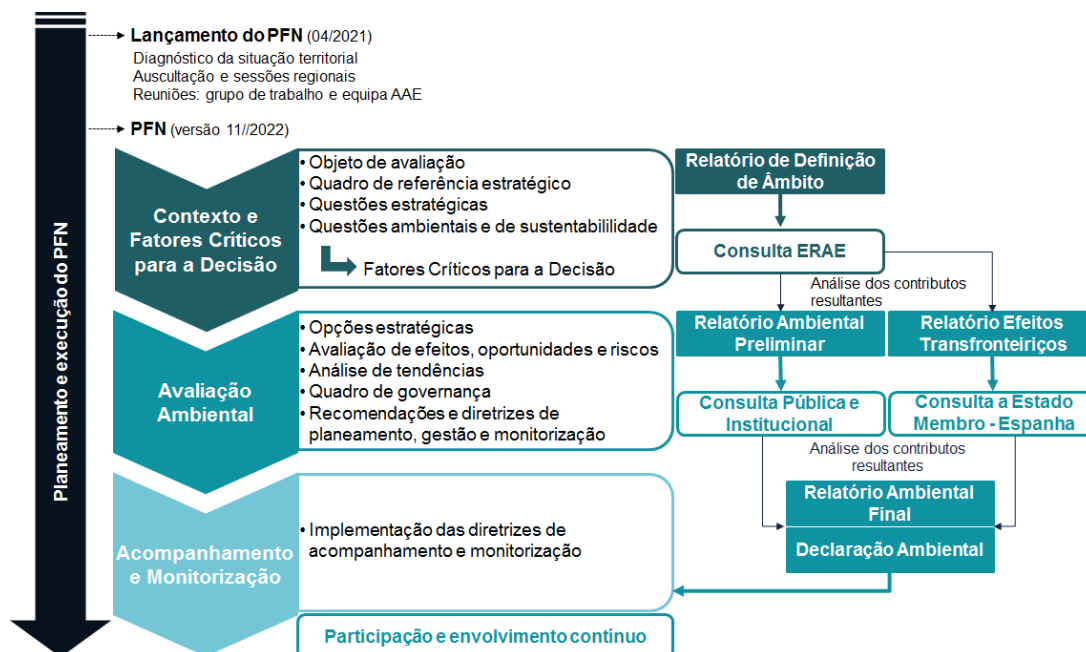 Planeamento e execução do PFN
Lançamento do PFN (04/2021)
Diagnóstico da situação territorial
Auscultação e sessões regionais
Reuniões: grupo de trabalho e equipa AAE
PFN (versão 11//2022)
Contexto e
Fatores Críticos
para a Decisão
• Objeto de avaliação
• Quadro de referência estratégico
• Questões estratégicas
• Questões ambientais e de sustentabililidade
Fatores Críticos para a Decisão
Relatório de Definição
de Âmbito
Consulta ERAE
Análise dos contributos
resultantes
Avaliação
Ambiental
• Opções estratégicas
• Avaliação de efeitos, oportunidades e riscos
• Análise de tendências
• Quadro de governança
• Recomendações e diretrizes de
planeamento, gestão e monitorização
Relatório Ambiental
Preliminar
Relatório Efeitos
Transfronteiriços
Consulta Pública e
Institucional
Consulta a Estado
Membro - Espanha
Análise dos contributos
resultantes
Relatório Ambiental
Final
Declaração Ambiental
Acompanhamento
e Monitorização
• Implementação das diretrizes de
acompanhamento e monitorização
Participação e envolvimento contínuo